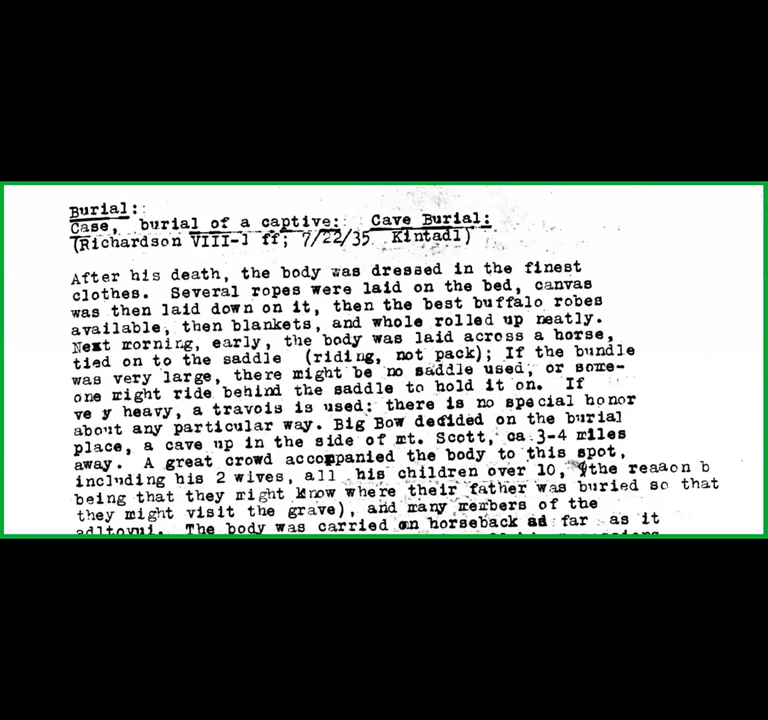 Burial:
Case, burial of a captive: Cave Burial:
(Richardson VIII-1 ff; 7/22/35 Kintadl)
After his death, the body was dressed in the finest
clothes. Several ropes were laid on the bed, canvas
was then laid down on it, then the best buffalo robes
available, then blankets, and whole rolled up neatly.
Next morning, early, the body was laid across a horse,
tied on to the saddle (riding, not pack); If the bundle
was very large, there might be no saddle used, or some-
one might ride behind the saddle to hold it on. If
ve y heavy, a travois is used: there is no special honor
about any particular way. Big Bow decided on the burial
place, a cave up in the side of mt. Scott, ca 3-4 miles
away. A great crowd accompanied the body to this spot,
including his 2 wives, all his children over 10, (the reason b
being that they might know where their father was buried so that
they might visit the grave), and many members of the
adltoyui. The body was carried on horseback as far as it